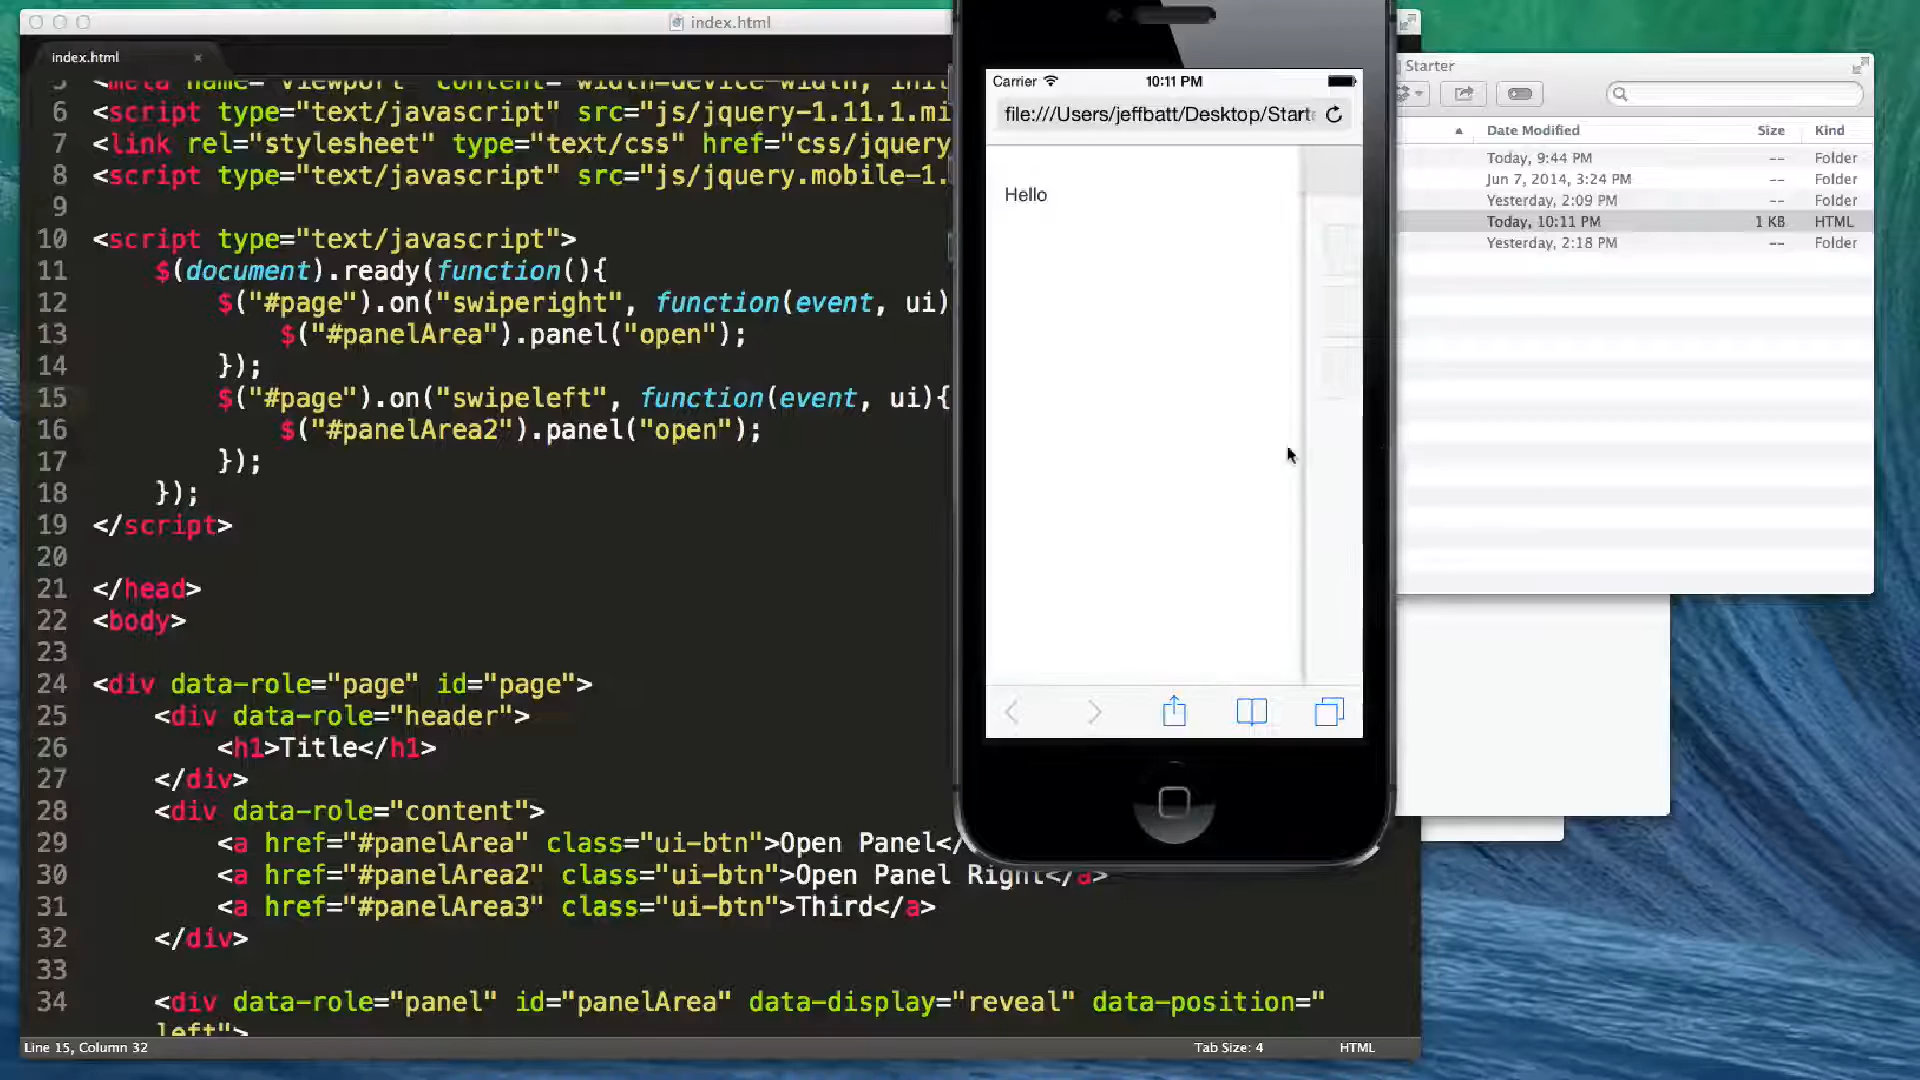 index.html
index.html ×
5 <meta name="viewport" content="width=device-width, init
6 <script type="text/javascript" src="js/jquery-1.11.1.mi
7 <link rel="stylesheet" type="text/css" href="css/jquery
8 <script type="text/javascript" src="js/jquery.mobile-1.
9
10 <script type="text/javascript">
11 $(document).ready(function(){
12 $("#page").on("swiperight", function(event, ui)
13 $("#panelArea").panel("open");
14 });
15 $("#page").on("swipeleft", function(event, ui){
16 $("#panelArea2").panel("open");
17 });
18 });
19 </script>
20
21 </head>
22 <body>
23
24 <div data-role="page" id="page">
25 <div data-role="header">
26 <h1>Title</h1>
27 </div>
28 <div data-role="content">
29 <a href="#panelArea" class="ui-btn">Open Panel</
30 <a href="#panelArea2" class="ui-btn">Open Panel Right</a>
31 <a href="#panelArea3" class="ui-btn">Third</a>
32 </div>
33
34 <div data-role="panel" id="panelArea" data-display="reveal" data-position="
left">
Line 15, Column 32
Tab Size: 4
HTML
Carrier 10:11 PM
file:///Users/jeffbatt/Desktop/Start
Hello
Starter
Date Modified Size Kind
Today, 9:44 PM -- Folder
Jun 7, 2014, 3:24 PM -- Folder
Yesterday, 2:09 PM -- Folder
Today, 10:11 PM 1 KB HTML
Yesterday, 2:18 PM -- Folder